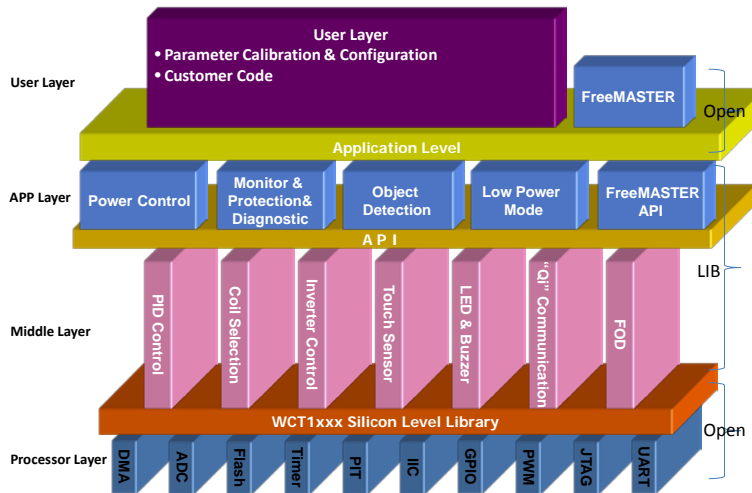 User Layer
• Parameter Calibration & Configuration
• Customer Code
User Layer
FreeMASTER
Open
Application Level
APP Layer
Power Control
Monitor &
Protection&
Diagnostic
Object
Detection
Low Power
Mode
FreeMASTER
API
API
LIB
Middle Layer
PID Control
Coil Selection
Inverter Control
Touch Sensor
LED & Buzzer
"Qi" Communication
FOD
WCT1xxx Silicon Level Library
Open
Processor Layer
DMA
ADC
Flash
Timer
PIT
IIC
GPIO
PWM
JTAG
UART